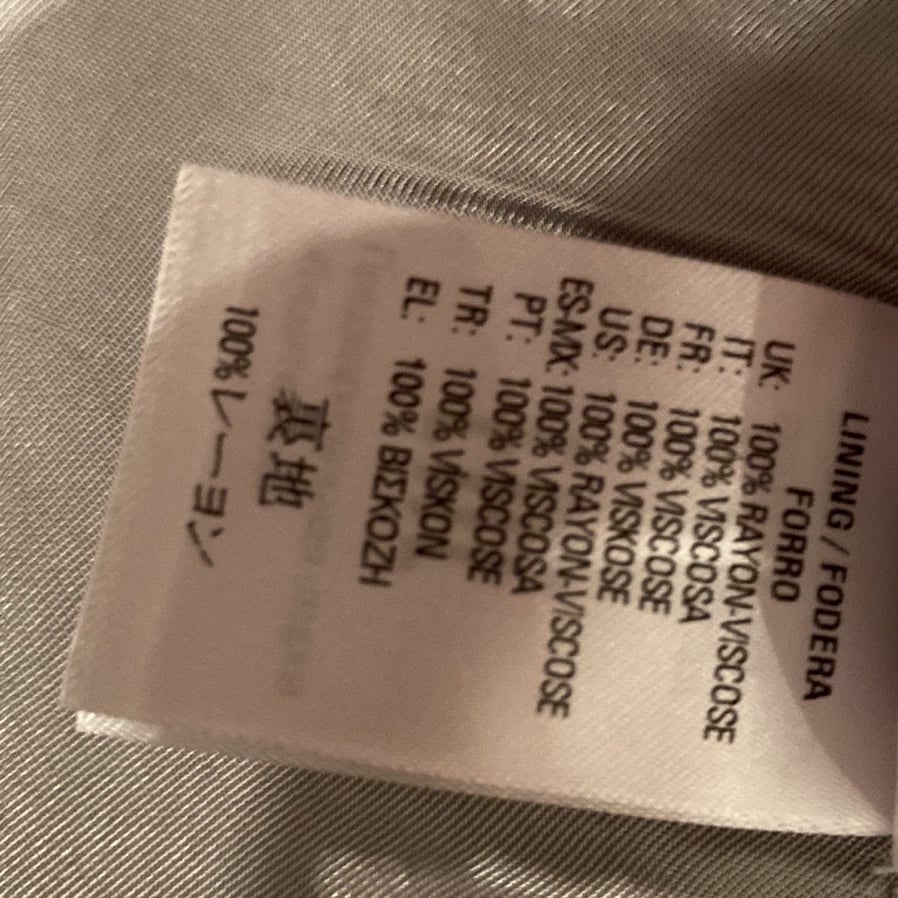 LINING / FODERA
FORRO
UK: 100% RAYON-VISCOSE
IT: 100% VISCOSA
FR: 100% VISCOSE
DE: 100% VISKOSE
US: 100% RAYON-VISCOSE
ES-MX: 100% VISCOSA
PT: 100% VISCOSE
TR: 100% VİSKON
EL: 100% ΒΙΣΚΟΖΗ
裏地
100% レーヨン